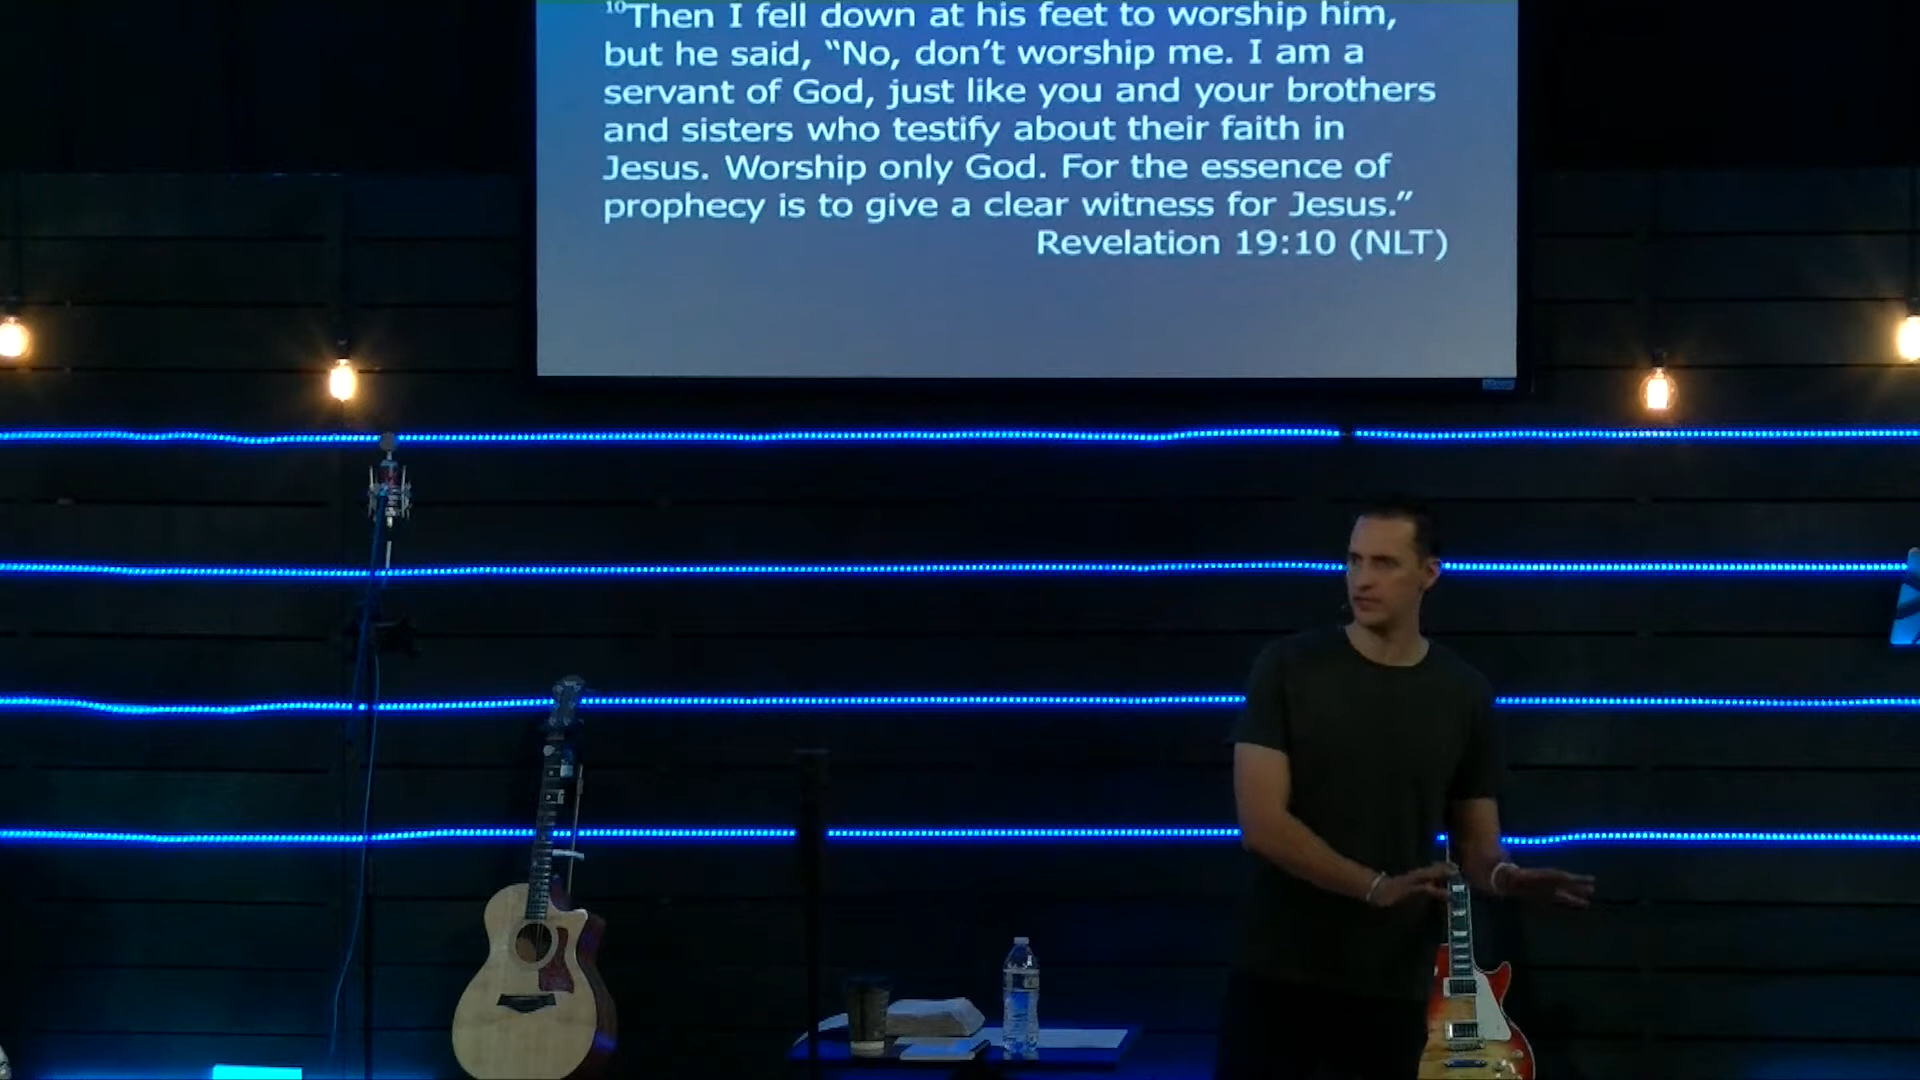 ¹⁰Then I fell down at his feet to worship him,
but he said, “No, don’t worship me. I am a
servant of God, just like you and your brothers
and sisters who testify about their faith in
Jesus. Worship only God. For the essence of
prophecy is to give a clear witness for Jesus.”
Revelation 19:10 (NLT)